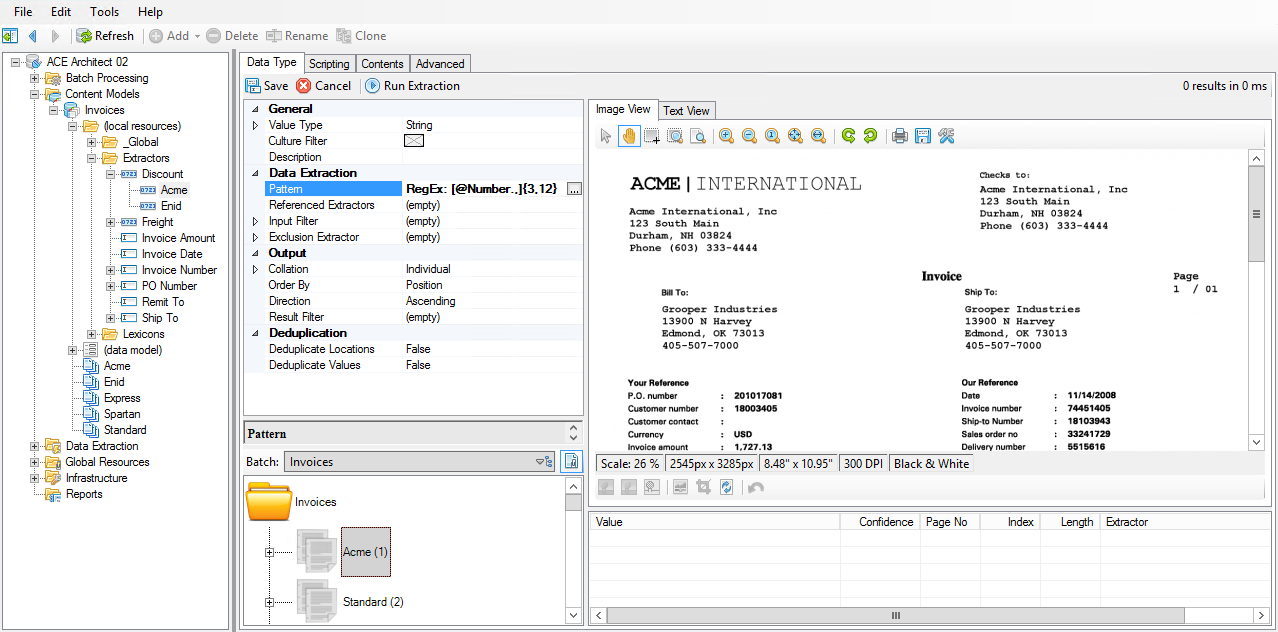 File Edit Tools Help
Refresh Add Delete Rename Clone
ACE Architect 02
Batch Processing
Content Models
Invoices
(local resources)
_Global
Extractors
Discount
Acme
Enid
Freight
Invoice Amount
Invoice Date
Invoice Number
PO Number
Remit To
Ship To
Lexicons
(data model)
Acme
Enid
Express
Spartan
Standard
Data Extraction
Global Resources
Infrastructure
Reports
Data Type Scripting Contents Advanced
Save Cancel Run Extraction
0 results in 0 ms
General
Value Type String
Culture Filter
Description
Data Extraction
Pattern RegEx: [@Number.,]{3,12} ...
Referenced Extractors (empty)
Input Filter (empty)
Exclusion Extractor (empty)
Output
Collation Individual
Order By Position
Direction Ascending
Result Filter (empty)
Deduplication
Deduplicate Locations False
Deduplicate Values False
Pattern
Batch: Invoices
Invoices
Acme (1)
Standard (2)
Image View Text View
ACME | INTERNATIONAL
Acme International, Inc
123 South Main
Durham, NH 03824
Phone (603) 333-4444
Checks to:
Acme International, Inc
123 South Main
Durham, NH 03824
Phone (603) 333-4444
Invoice
Page
1 / 01
Bill To:
Grooper Industries
13900 N Harvey
Edmond, OK 73013
405-507-7000
Ship To:
Grooper Industries
13900 N Harvey
Edmond, OK 73013
405-507-7000
Your Reference
P.O. number : 201017081
Customer number : 18003405
Customer contact :
Currency : USD
Invoice amount : 1,727.13
Our Reference
Date : 11/14/2008
Invoice number : 74451405
Ship-to Number : 18103943
Sales order no : 33241729
Delivery number : 5515616
Scale: 26 % 2545px x 3285px 8.48" x 10.95" 300 DPI Black & White
Value Confidence Page No Index Length Extractor